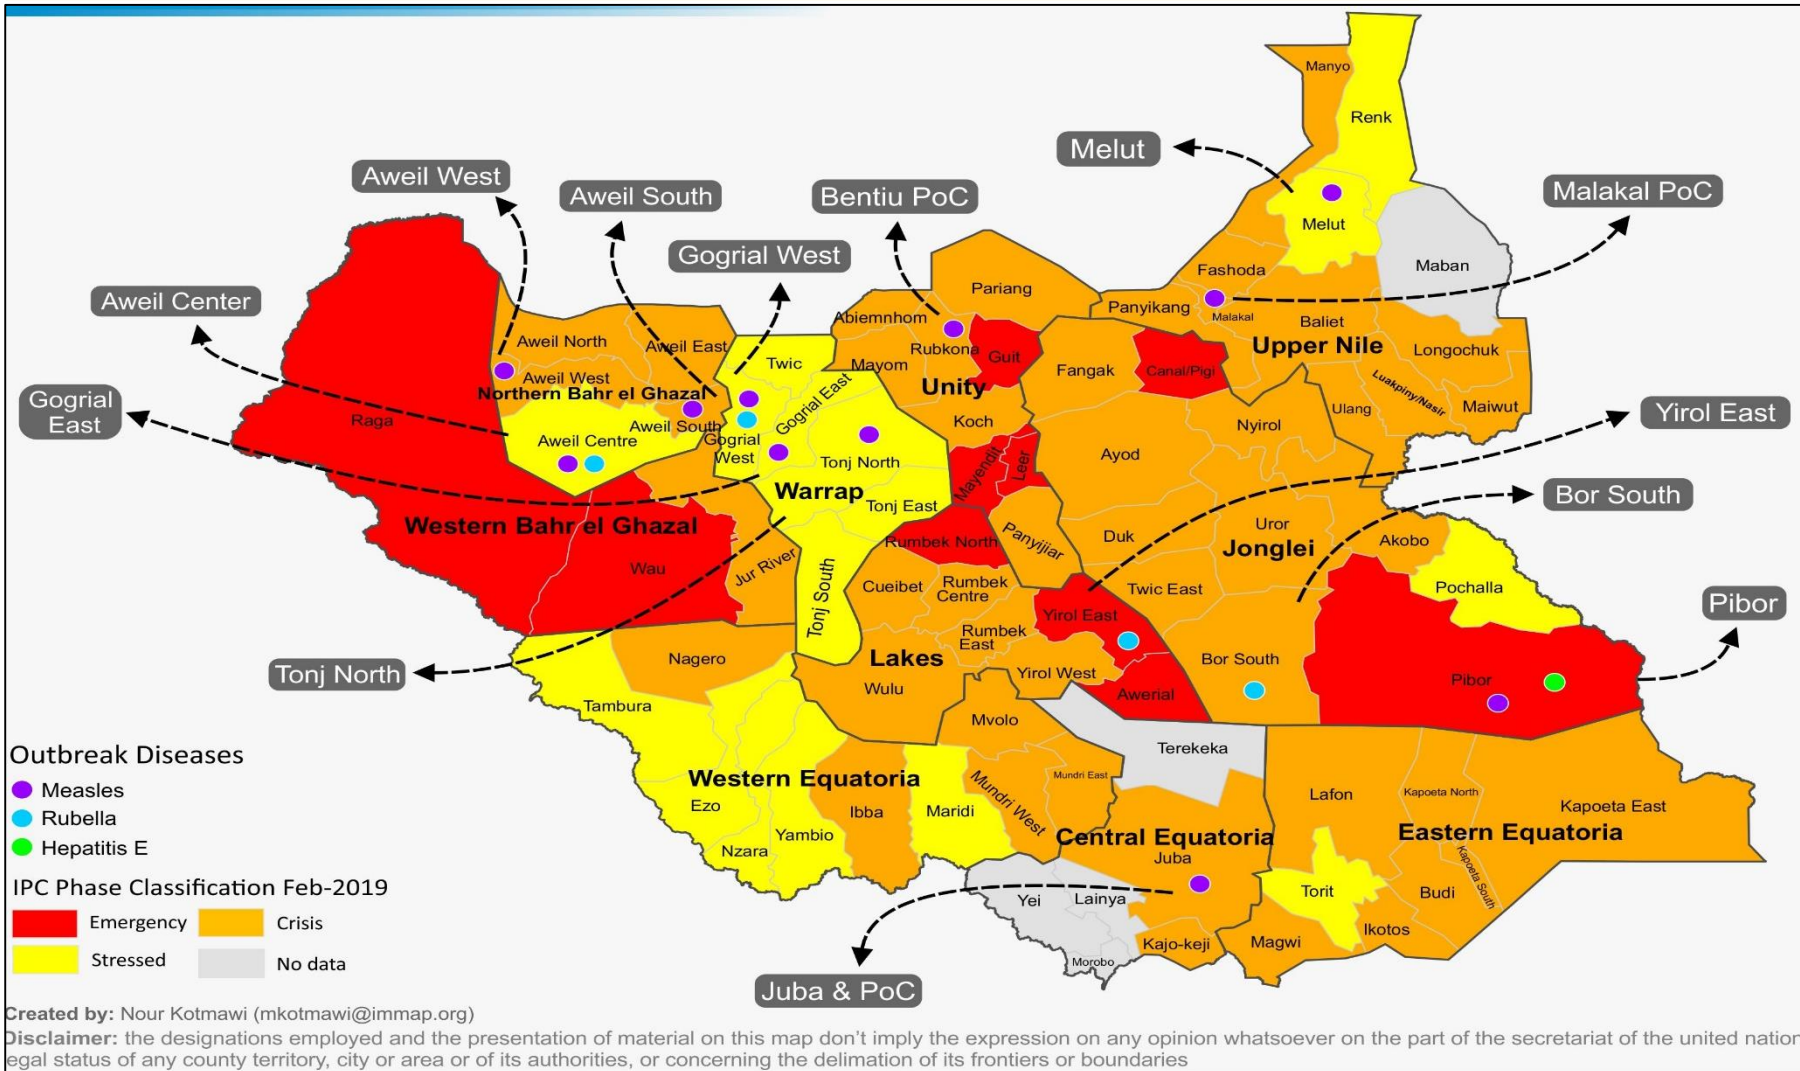 Manyo
Renk
Melut
Aweil West
Malakal PoC
Aweil South
Bentiu PoC
Melut
Gogrial West
Maban
Fashoda
Aweil Center
Pariang
Panyikang
Malakal
Abiemnhom
Baliet
Aweil North
Aweil East
Rubkona
Upper Nile
Longochuk
Twic
Mayom
Guit
Fangak
Canal/Pigi
Aweil West
Unity
Luakpiny/Nasir
Northern Bahr el Ghazal
Gogrial East
Gogrial
East
Ulang
Maiwut
Yirol East
Raga
Aweil South
Koch
Nyirol
Aweil Centre
Gogrial
West
Tonj North
Mayendit
Leer
Ayod
Warrap
Bor South
Tonj East
Western Bahr el Ghazal
Uror
Rumbek North
Panyijiar
Duk
Jonglei
Akobo
Wau
Jur River
Cueibet
Rumbek
Centre
Twic East
Pochalla
Tonj South
Yirol East
Pibor
Rumbek
East
Nagero
Lakes
Bor South
Tonj North
Yirol West
Wulu
Awerial
Pibor
Tambura
Mvolo
Terekeka
Outbreak Diseases
Measles
Rubella
Hepatitis E
Western Equatoria
Mundri East
Ezo
Ibba
Maridi
Mundri West
Lafon
Kapoeta North
Kapoeta East
Yambio
Central Equatoria
Eastern Equatoria
Nzara
Juba
Kapoeta South
IPC Phase Classification Feb-2019
Emergency
Crisis
Stressed
No data
Yei
Lainya
Torit
Budi
Kajo-keji
Magwi
Ikotos
Morobo
Juba & PoC
Created by: Nour Kotmawi (mkotmawi@immap.org)
Disclaimer: the designations employed and the presentation of material on this map don't imply the expression on any opinion whatsoever on the part of the secretariat of the united nation
egal status of any county territory, city or area or of its authorities, or concerning the delimation of its frontiers or boundaries